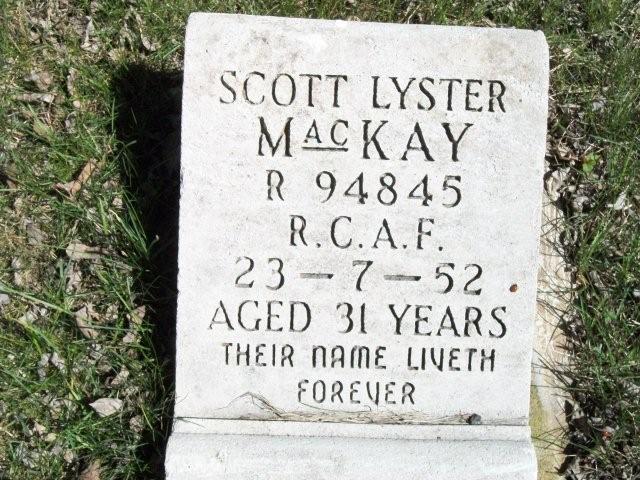 SCOTT LYSTER
MACKAY
R 94845
R.C.A.F.
23-7-52
AGED 31 YEARS
THEIR NAME LIVETH
FOREVER